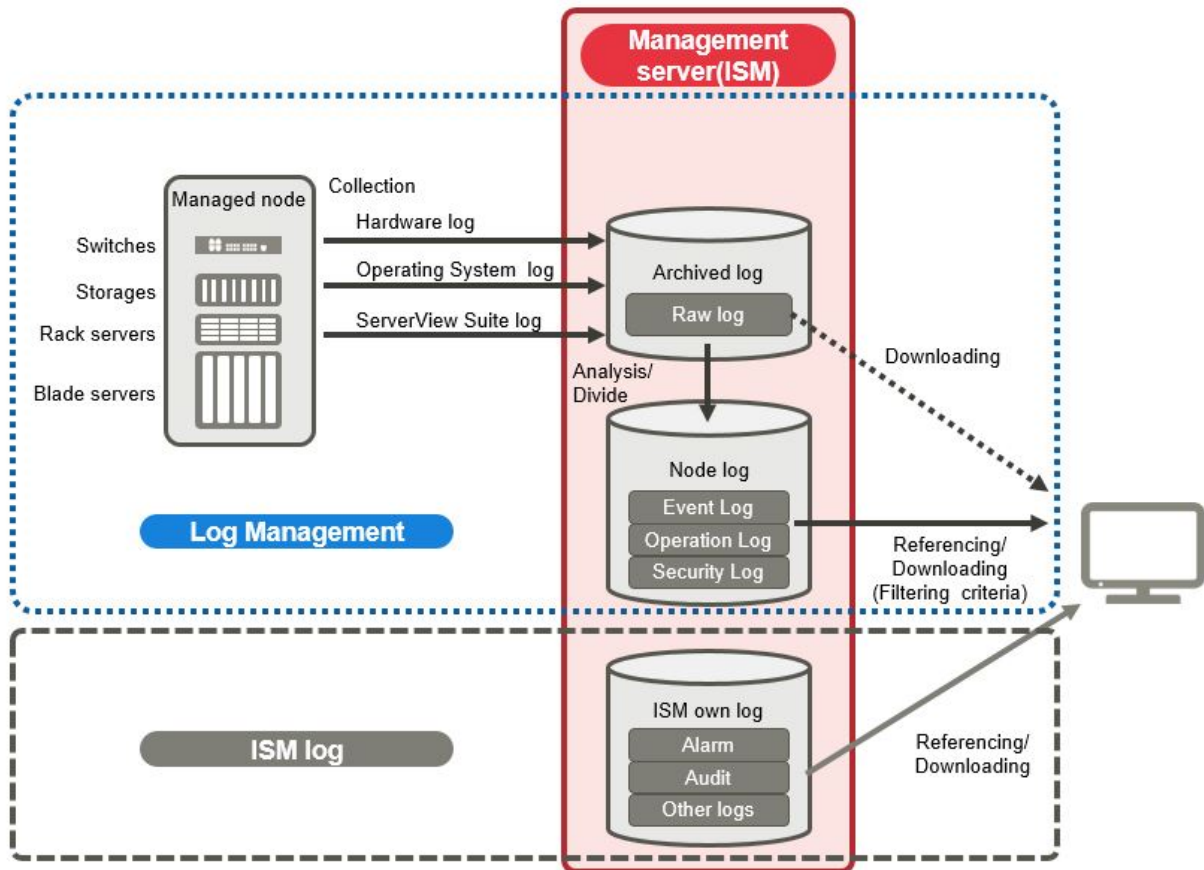 Management
server(ISM)
Managed node
Collection
Hardware log
Switches
Operating System log
Archived log
Storages
Raw log
ServerView Suite log
Rack servers
Downloading
Analysis/
Divide
Blade servers
Node log
Event Log
Log Management
Operation Log
Referencing/
Downloading
(Filtering criteria)
Security Log
ISM own log
ISM log
Alarm
Audit
Other logs
Referencing/
Downloading